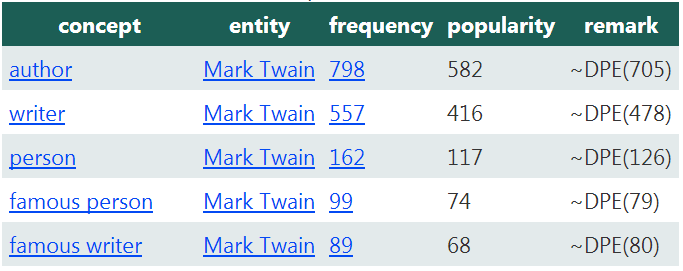 concept entity frequency popularity remark
author Mark Twain 798 582 ~DPE(705)
writer Mark Twain 557 416 ~DPE(478)
person Mark Twain 162 117 ~DPE(126)
famous person Mark Twain 99 74 ~DPE(79)
famous writer Mark Twain 89 68 ~DPE(80)